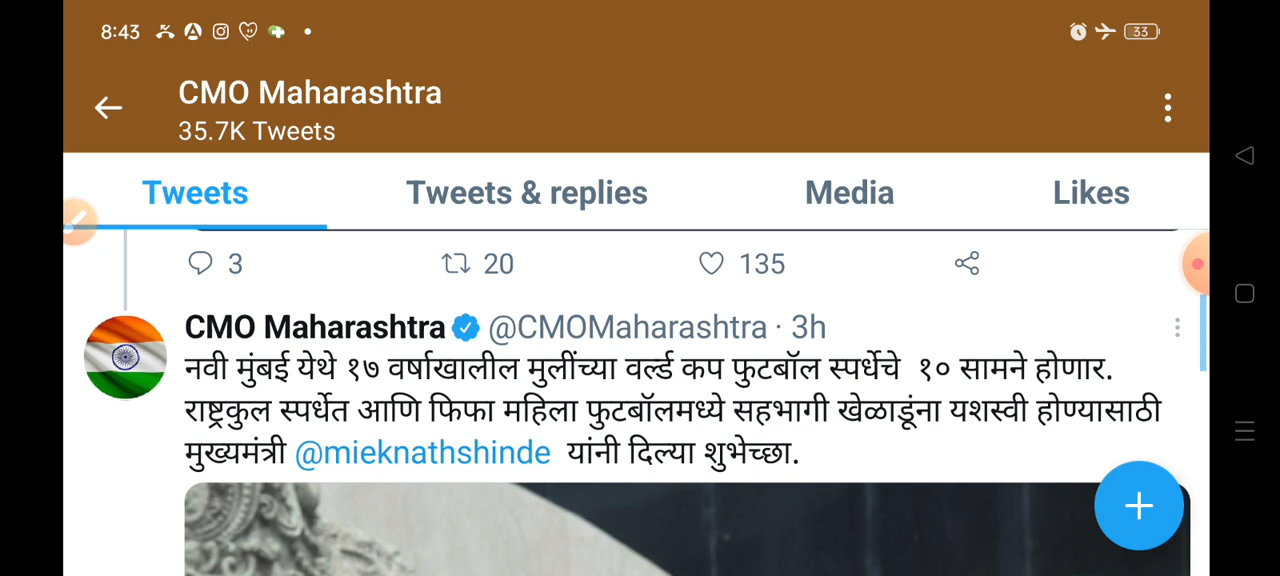 8:43
33
CMO Maharashtra
35.7K Tweets
Tweets
Tweets & replies
Media
Likes
3
20
135
CMO Maharashtra @CMOMaharashtra · 3h
नवी मुंबई येथे १७ वर्षाखालील मुलींच्या वर्ल्ड कप फुटबॉल स्पर्धेचे १० सामने होणार.
राष्ट्रकुल स्पर्धेत आणि फिफा महिला फुटबॉलमध्ये सहभागी खेळाडूंना यशस्वी होण्यासाठी
मुख्यमंत्री @mieknathshinde यांनी दिल्या शुभेच्छा.